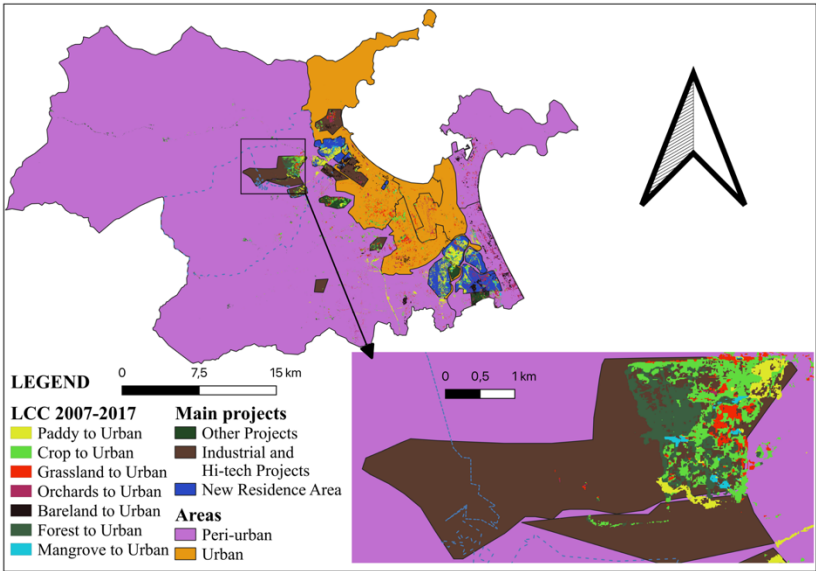 0 7,5 15 km
0 0,5 1 km
LEGEND
LCC 2007-2017
Paddy to Urban
Crop to Urban
Grassland to Urban
Orchards to Urban
Bareland to Urban
Forest to Urban
Mangrove to Urban
Main projects
Other Projects
Industrial and
Hi-tech Projects
New Residence Area
Areas
Peri-urban
Urban